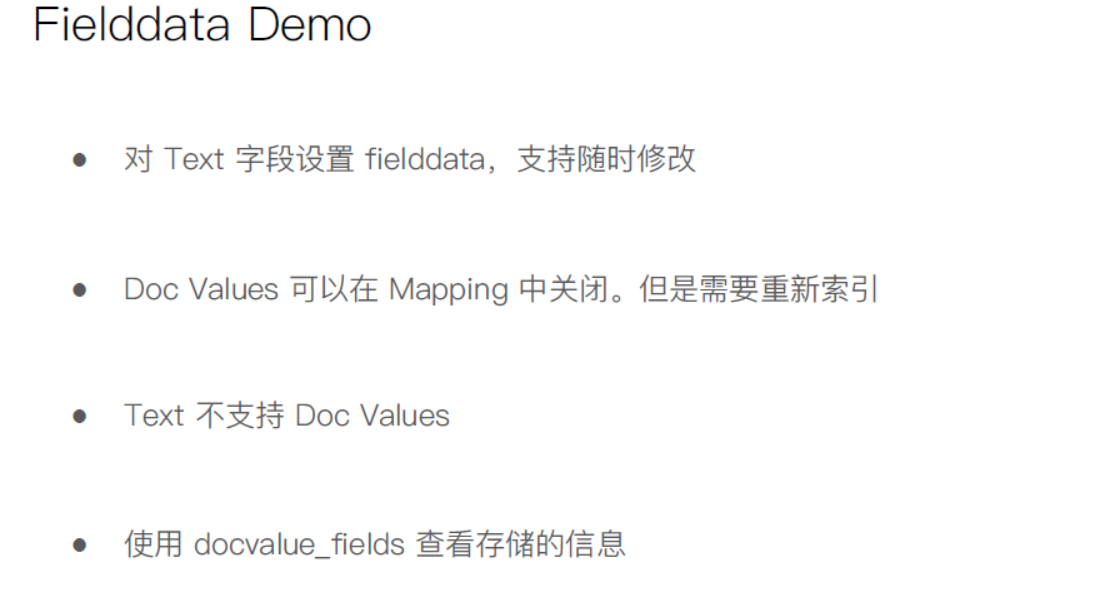 Fielddata Demo
● 对 Text 字段设置 fielddata，支持随时修改
● Doc Values 可以在 Mapping 中关闭。但是需要重新索引
● Text 不支持 Doc Values
● 使用 docvalue_fields 查看存储的信息